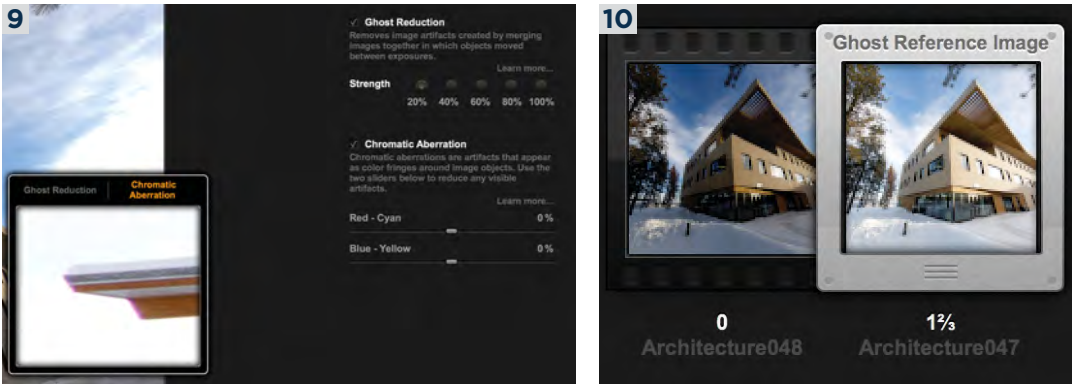 9
✓ Ghost Reduction
Removes image artifacts created by merging
images together in which objects moved
between exposures.
Learn more...
Strength
20% 40% 60% 80% 100%
✓ Chromatic Aberration
Chromatic aberrations are artifacts that appear
as color fringes around image objects. Use the
two sliders below to reduce any visible
artifacts.
Learn more...
Red - Cyan 0 %
Blue - Yellow 0 %
Ghost Reduction
Chromatic
Aberration
10
Ghost Reference Image
0
Architecture048
1⅔
Architecture047